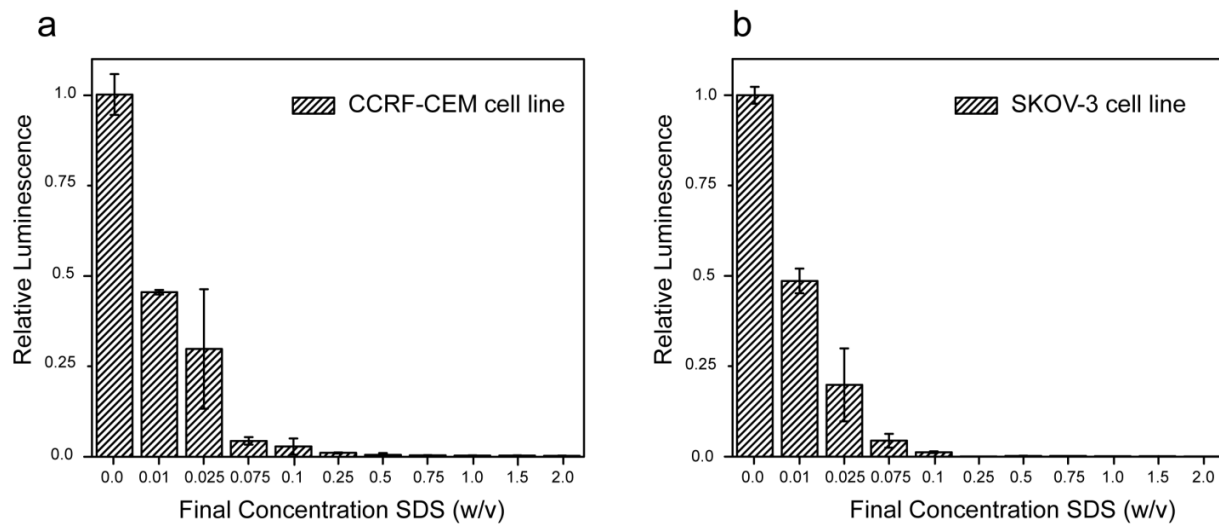 a
Relative Luminescence
1.0
0.75
0.5
0.25
0.0
CCRF-CEM cell line
0.0 0.01 0.025 0.075 0.1 0.25 0.5 0.75 1.0 1.5 2.0
Final Concentration SDS (w/v)
b
Relative Luminescence
1.0
0.75
0.5
0.25
0.0
SKOV-3 cell line
0.0 0.01 0.025 0.075 0.1 0.25 0.5 0.75 1.0 1.5 2.0
Final Concentration SDS (w/v)